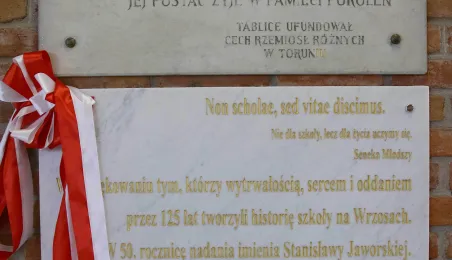 JEJ POSTAĆ ŻYJE W PAMIĘCI POKOLEŃ
TABLICĘ UFUNDOWAŁ
CECH RZEMIOSŁ RÓŻNYCH
W TORUNIU
Non scholae, sed vitae discimus.
Nie dla szkoły, lecz dla życia uczymy się.
Seneka Młodszy
tym, którzy wytrwałością, sercem i oddaniem
przez 125 lat tworzyli historię szkoły na Wrzosach.
W 50. rocznicę nadania imienia Stanisławy Jaworskiej.